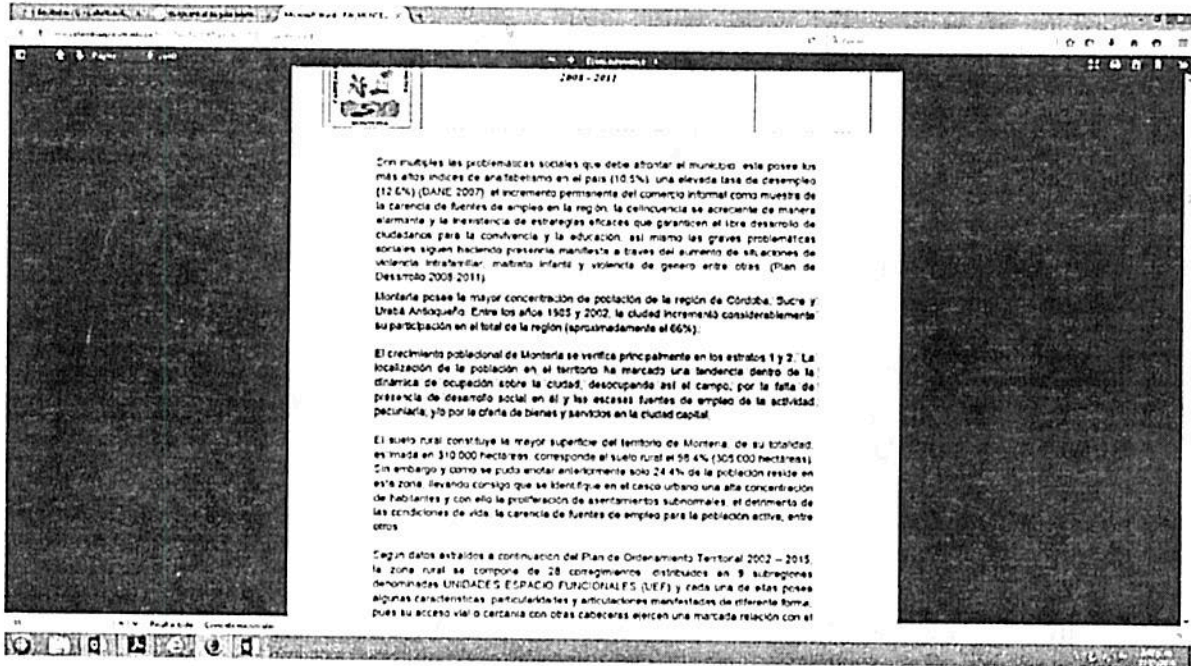 2008 - 2011
Son multiples las problemáticas sociales que debe afrontar el municipio, este posee los
más altos indices de analfabetismo en el país (10.5%), una elevada tasa de desempleo
(12.6%) (DANE 2007), el incremento permanente del comercio informal como muestra de
la carencia de fuentes de empleo en la región, la delincuencia se acreciente de manera
alarmante y la inexistencia de estrategias eficaces que garanticen el libre desarrollo de
ciudadanos para la convivencia y la educación, así mismo las graves problemáticas
sociales siguen haciendo presencia manifiesta a traves del aumento de situaciones de
violencia intrafamiliar, maltrato infantil y violencia de genero entre otras. (Plan de
Desarrollo 2008-2011)
Montería posee la mayor concentración de población de la región de Córdoba, Sucre y
Urabá Antioqueño. Entre los años 1985 y 2002, la ciudad incrementó considerablemente
su participación en el total de la región (aproximadamente el 66%).
El crecimiento poblacional de Montería se verifica principalmente en los estratos 1 y 2. La
localización de la población en el territorio ha marcado una tendencia dentro de la
dinámica de ocupación sobre la ciudad, desocupando así el campo, por la falta de
presencia de desarrollo social en él y las escasas fuentes de empleo de la actividad
pecuniaria, y/o por la oferta de bienes y servicios en la ciudad capital.
El suelo rural constituye la mayor superficie del territorio de Montería, de su totalidad,
estimada en 310.000 hectáreas, corresponde al suelo rural el 98.4% (305.000 hectáreas).
Sin embargo y como se pudo anotar anteriormente solo 24.4% de la población reside en
esta zona, llevando consigo que se identifique en el casco urbano una alta concentración
de habitantes y con ello la proliferación de asentamientos subnormales, el detrimento de
las condiciones de vida, la carencia de fuentes de empleo para la población activa, entre
otros
Según datos extraídos a continuación del Plan de Ordenamiento Territorial 2002 – 2015,
la zona rural se compone de 28 corregimientos, distribuidos en 9 subregiones
denominadas UNIDADES ESPACIO FUNCIONALES (UEF) y cada una de ellas posee
algunas características, particularidades y articulaciones manifestadas de diferente forma,
pues su acceso vial o cercanía con otras cabeceras ejercen una marcada relación con el